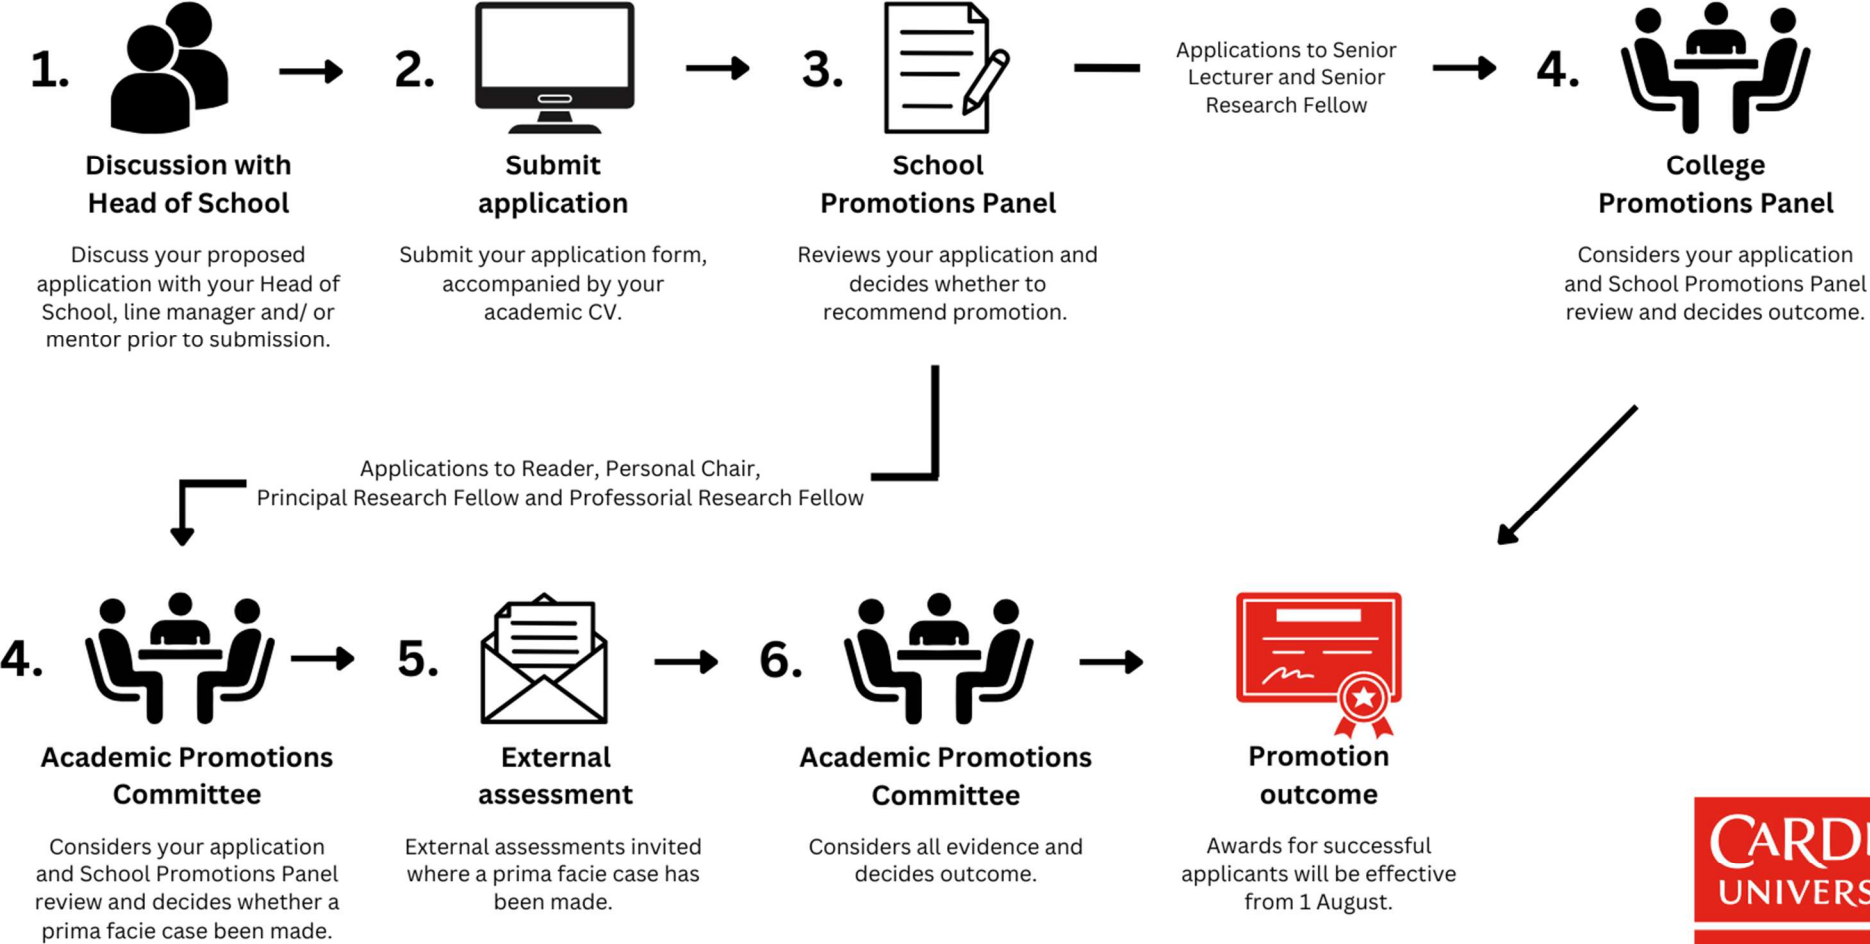 1.
Discussion with
Head of School
Discuss your proposed
application with your Head of
School, line manager and/ or
mentor prior to submission.
2.
Submit
application
Submit your application form,
accompanied by your
academic CV.
3.
School
Promotions Panel
Reviews your application and
decides whether to
recommend promotion.
Applications to Senior
Lecturer and Senior
Research Fellow
4.
College
Promotions Panel
Considers your application
and School Promotions Panel
review and decides outcome.
Applications to Reader, Personal Chair,
Principal Research Fellow and Professorial Research Fellow
4.
Academic Promotions
Committee
Considers your application
and School Promotions Panel
review and decides whether a
prima facie case been made.
5.
External
assessment
External assessments invited
where a prima facie case has
been made.
6.
Academic Promotions
Committee
Considers all evidence and
decides outcome.
Promotion
outcome
Awards for successful
applicants will be effective
from 1 August.
CARD
UNIVERS